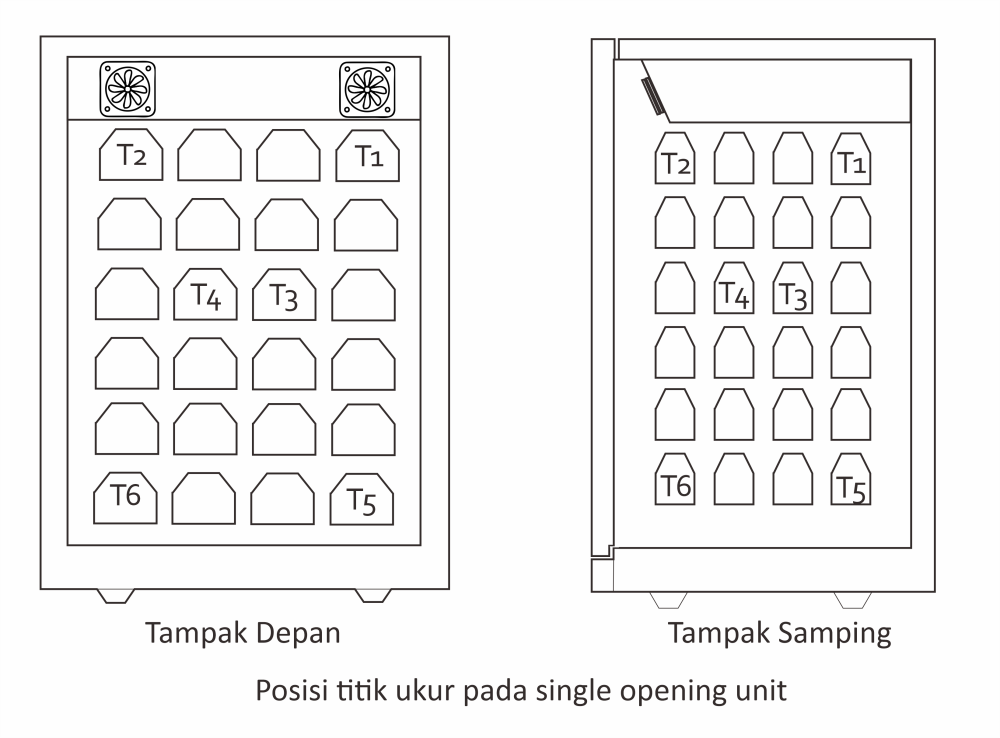 T2 T1
T4 T3
T6 T5
Tampak Depan
T2 T1
T4 T3
T6 T5
Tampak Samping
Posisi titik ukur pada single opening unit